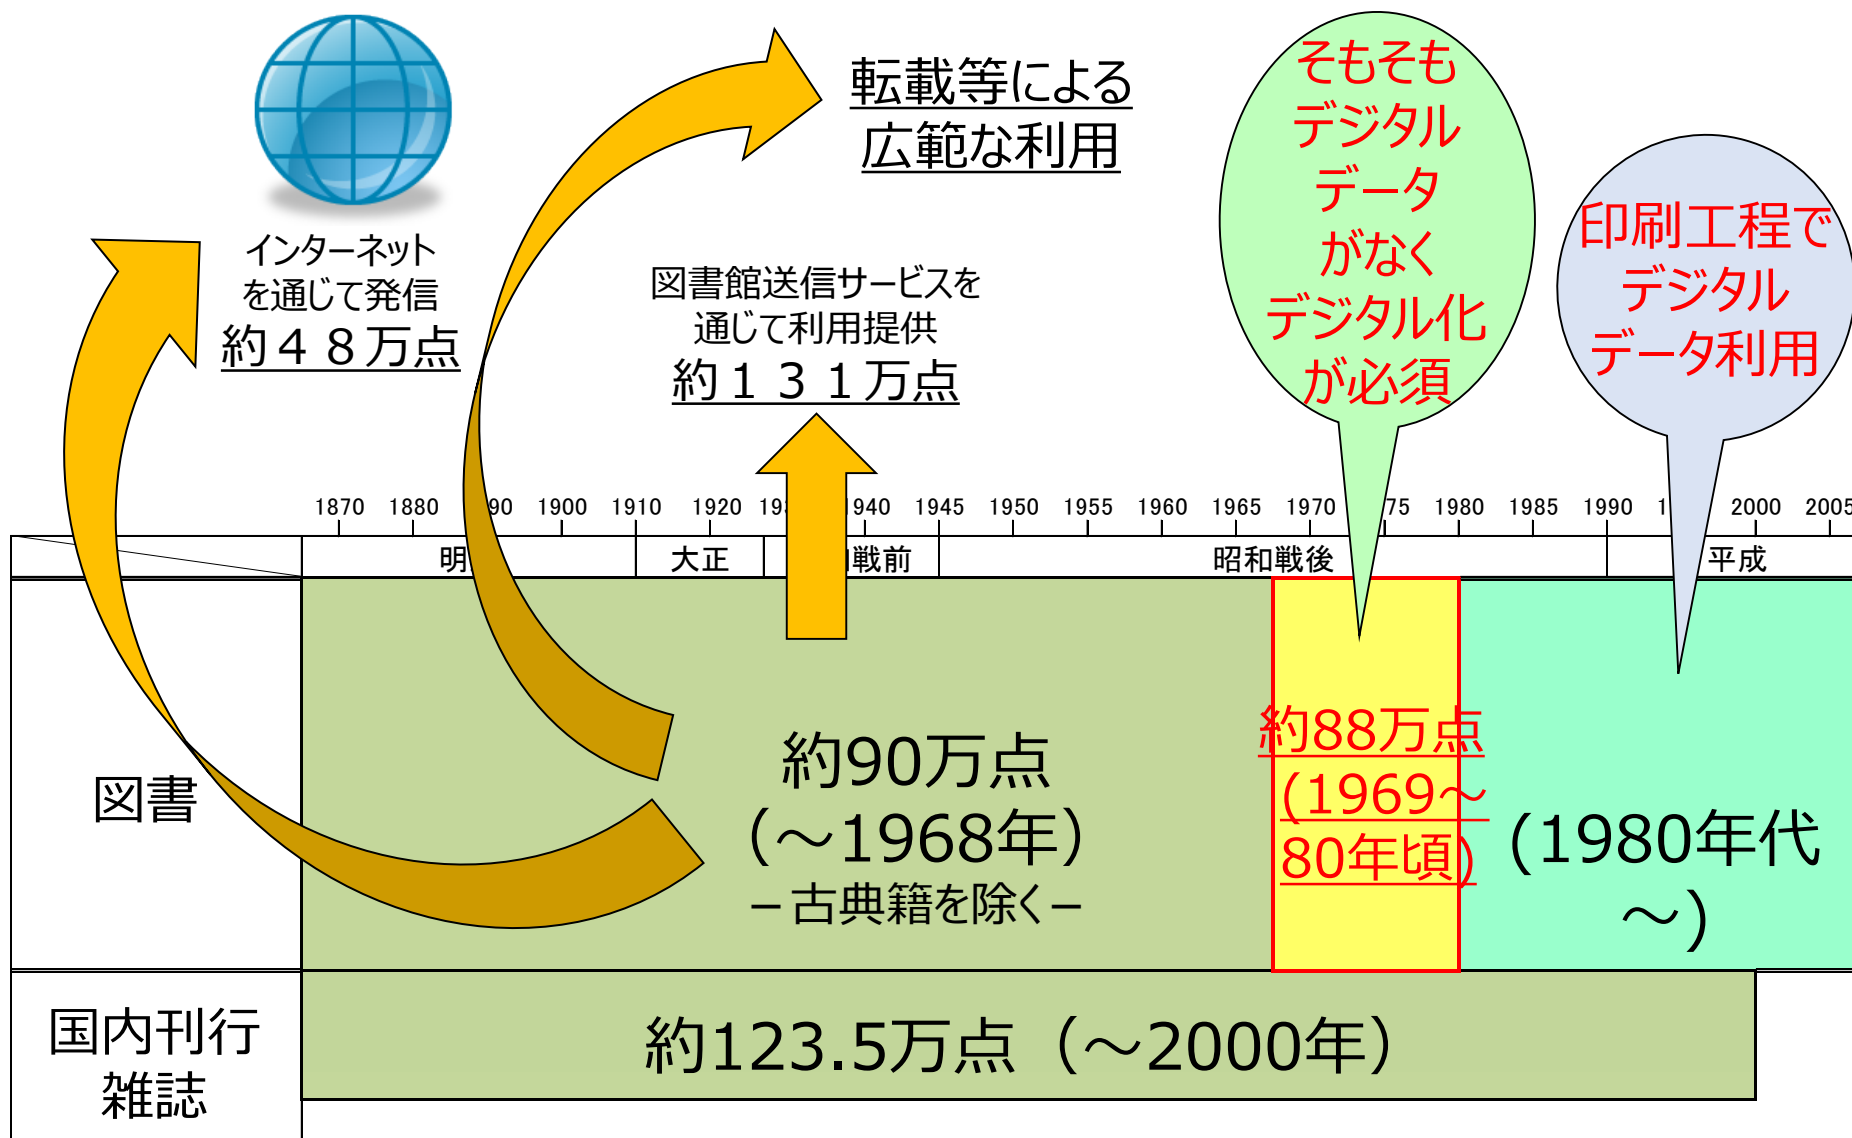 転載等による
広範な利用
インターネット
を通じて発信
約４８万点
図書館送信サービスを
通じて利用提供
約１３１万点
そもそも
デジタル
データ
がなく
デジタル化
が必須
印刷工程で
デジタル
データ利用
1870 1880 90 1900 1910 1920 193 1940 1945 1950 1955 1960 1965 1970 75 1980 1985 1990 1 2000 2005
明 大正 戦前 昭和戦後 平成
図書
約90万点
（～1968年）
－古典籍を除く－
約88万点
(1969～
80年頃)
(1980年代
～)
国内刊行
雑誌
約123.5万点（～2000年）